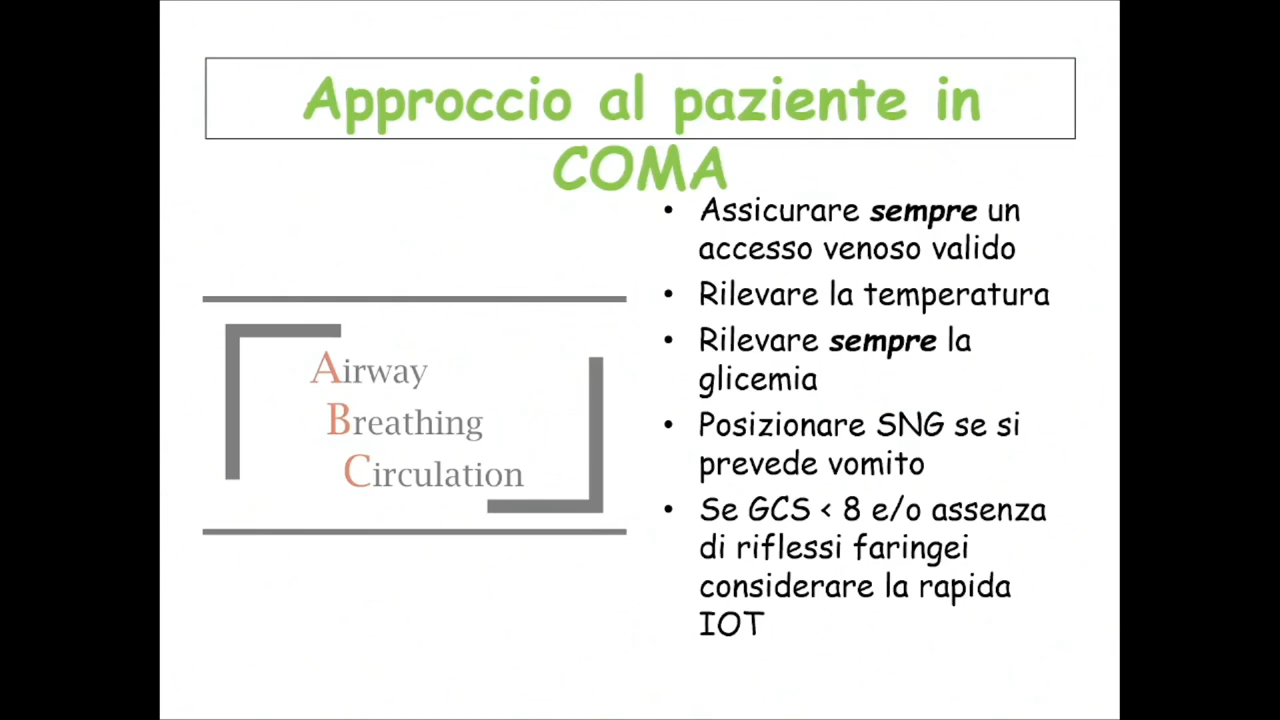 Approccio al paziente in
COMA
Airway
Breathing
Circulation
• Assicurare sempre un
accesso venoso valido
• Rilevare la temperatura
• Rilevare sempre la
glicemia
• Posizionare SNG se si
prevede vomito
• Se GCS < 8 e/o assenza
di riflessi faringei
considerare la rapida
IOT